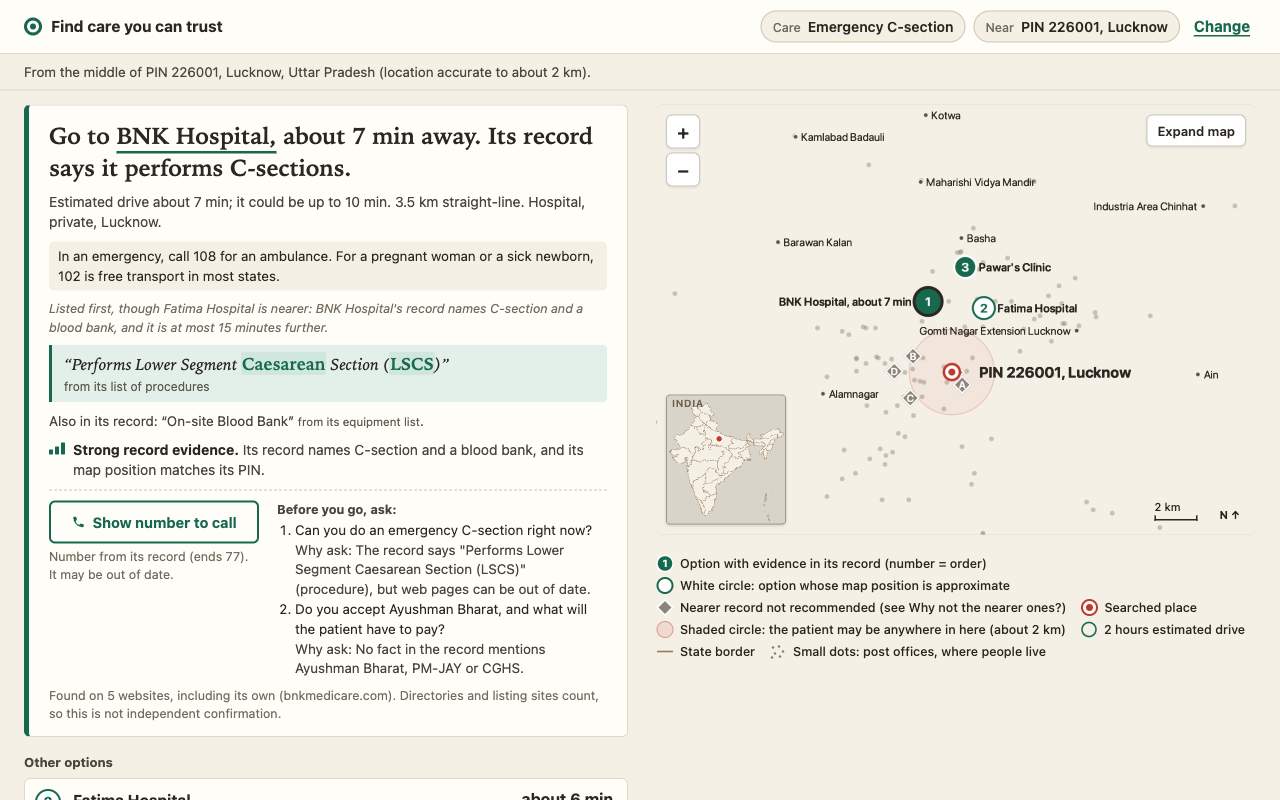 Find care you can trust
Care Emergency C-section
Near PIN 226001, Lucknow
Change
From the middle of PIN 226001, Lucknow, Uttar Pradesh (location accurate to about 2 km).
Go to BNK Hospital, about 7 min away. Its record
says it performs C-sections.
Estimated drive about 7 min; it could be up to 10 min. 3.5 km straight-line. Hospital,
private, Lucknow.
In an emergency, call 108 for an ambulance. For a pregnant woman or a sick newborn,
102 is free transport in most states.
Listed first, though Fatima Hospital is nearer: BNK Hospital's record names C-section and a
blood bank, and it is at most 15 minutes further.
“Performs Lower Segment Caesarean Section (LSCS)”
from its list of procedures
Also in its record: “On-site Blood Bank” from its equipment list.
Strong record evidence. Its record names C-section and a blood bank, and its
map position matches its PIN.
Show number to call
Number from its record (ends 77).
It may be out of date.
Before you go, ask:
1. Can you do an emergency C-section right now?
Why ask: The record says "Performs Lower
Segment Caesarean Section (LSCS)"
(procedure), but web pages can be out of date.
2. Do you accept Ayushman Bharat, and what will
the patient have to pay?
Why ask: No fact in the record mentions
Ayushman Bharat, PM-JAY or CGHS.
Found on 5 websites, including its own (bnkmedicare.com). Directories and listing sites count,
so this is not independent confirmation.
Other options
2 Fatima Hospital
about 6 min
+
−
Expand map
Kotwa
Kamlabad Badauli
Maharishi Vidya Mandir
Industria Area Chinhat
Barawan Kalan
Basha
3 Pawar's Clinic
BNK Hospital, about 7 min 1
2 Fatima Hospital
Gomti Nagar Extension Lucknow
B
D
PIN 226001, Lucknow
A
C
Ain
Alamnagar
INDIA
2 km
N ↑
1 Option with evidence in its record (number = order)
White circle: option whose map position is approximate
Nearer record not recommended (see Why not the nearer ones?)
Searched place
Shaded circle: the patient may be anywhere in here (about 2 km)
2 hours estimated drive
State border
Small dots: post offices, where people live